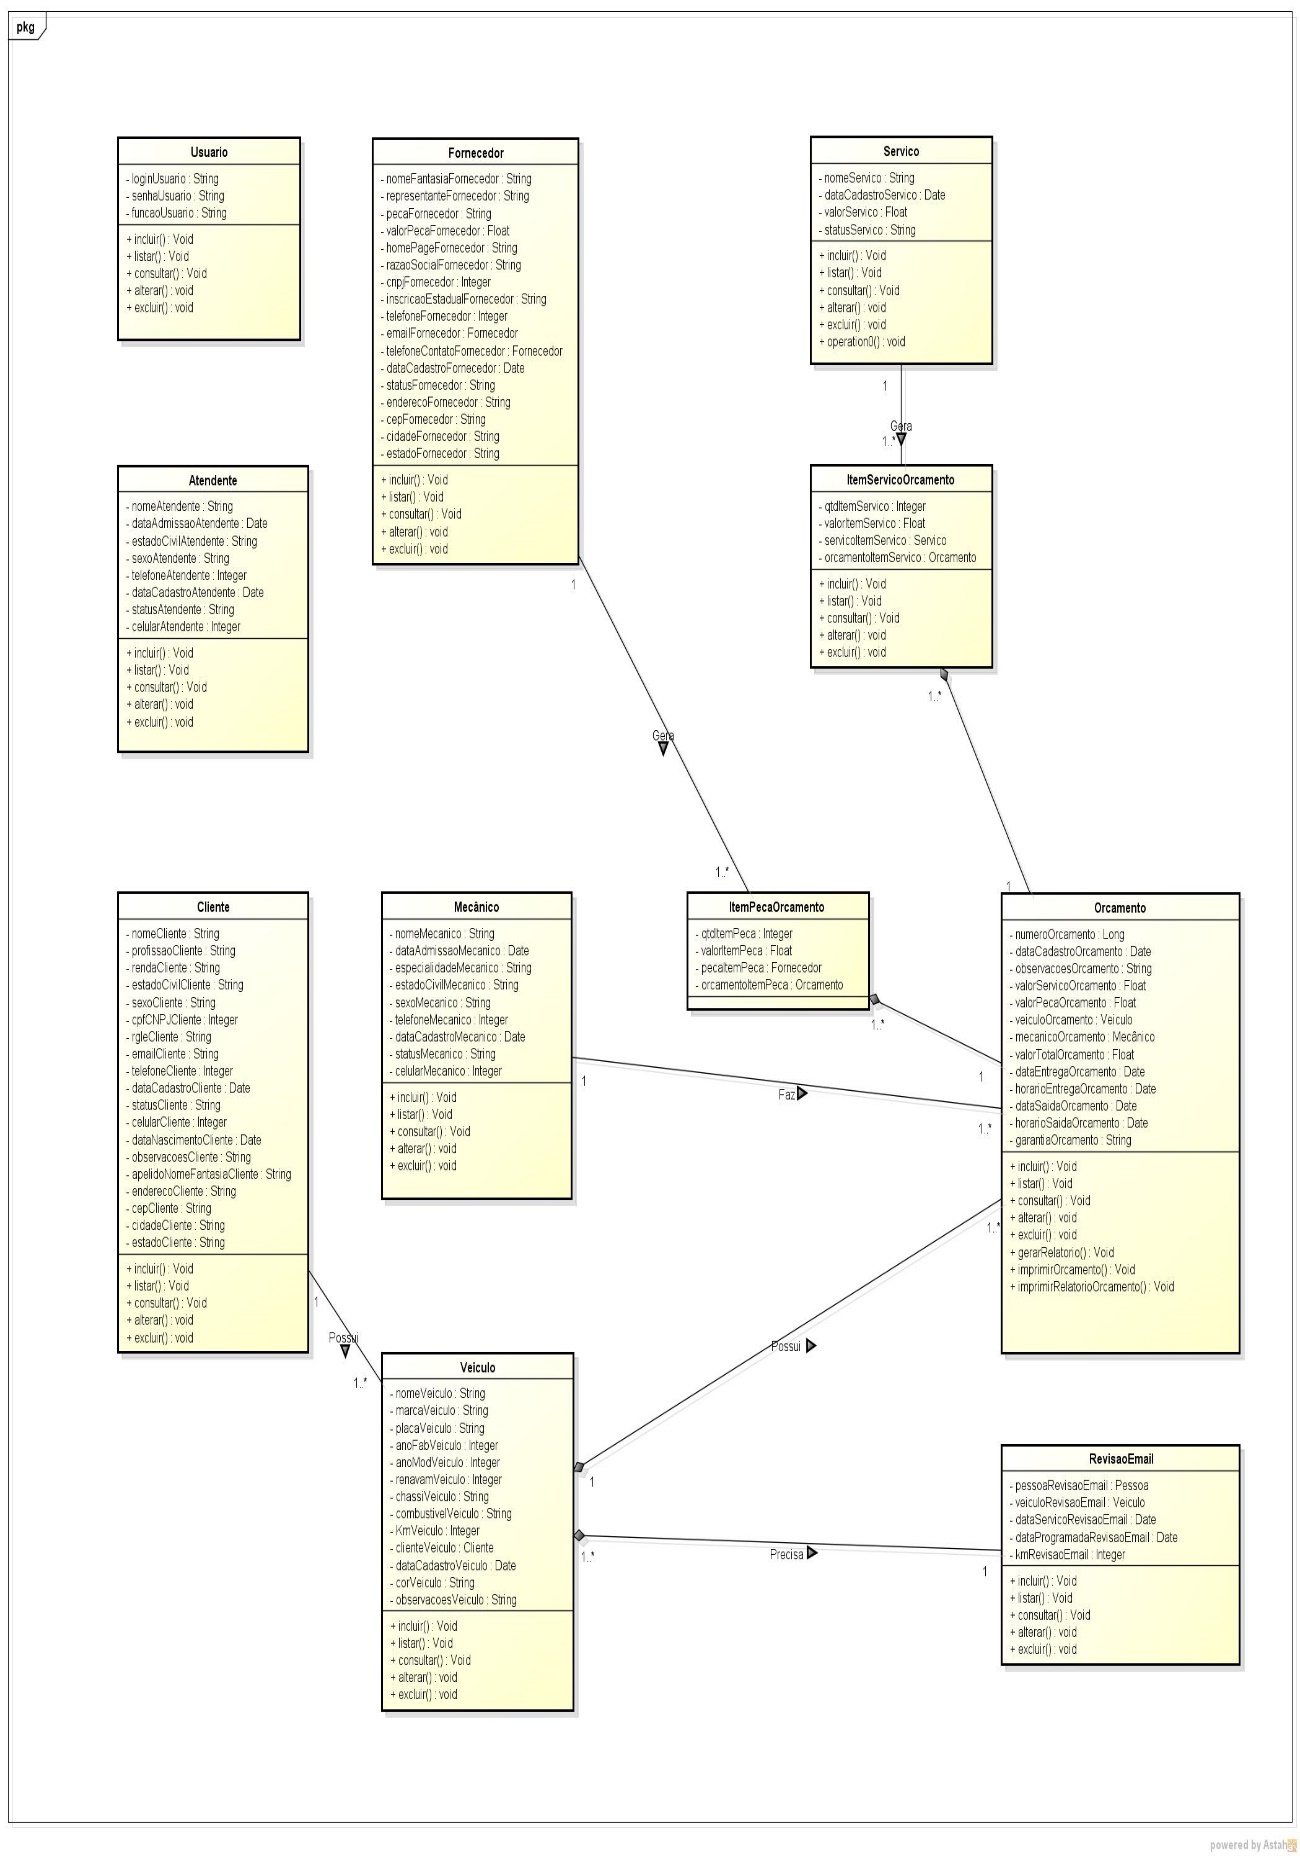 pkg
Usuario
- loginUsuario : String
- senhaUsuario : String
- funcaoUsuario : String
+ incluir() : Void
+ listar() : Void
+ consultar() : Void
+ alterar() : void
+ excluir() : void
Fornecedor
- nomeFantasiaFornecedor : String
- representanteFornecedor : String
- pecaFornecedor : String
- valorPecaFornecedor : Float
- homePageFornecedor : String
- razaoSocialFornecedor : String
- cnpjFornecedor : Integer
- inscricaoEstadualFornecedor : String
- telefoneFornecedor : Integer
- emailFornecedor : Fornecedor
- telefoneContatoFornecedor : Fornecedor
- dataCadastroFornecedor : Date
- statusFornecedor : String
- enderecoFornecedor : String
- cepFornecedor : String
- cidadeFornecedor : String
- estadoFornecedor : String
+ incluir() : Void
+ listar() : Void
+ consultar() : Void
+ alterar() : void
+ excluir() : void
Servico
- nomeServico : String
- dataCadastroServico : Date
- valorServico : Float
- statusServico : String
+ incluir() : Void
+ listar() : Void
+ consultar() : Void
+ alterar() : void
+ excluir() : void
+ operation0() : void
1
Gera
1..*
Atendente
- nomeAtendente : String
- dataAdmissaoAtendente : Date
- estadoCivilAtendente : String
- sexoAtendente : String
- telefoneAtendente : Integer
- dataCadastroAtendente : Date
- statusAtendente : String
- celularAtendente : Integer
+ incluir() : Void
+ listar() : Void
+ consultar() : Void
+ alterar() : void
+ excluir() : void
ItemServicoOrcamento
- qtdItemServico : Integer
- valorItemServico : Float
- servicoItemServico : Servico
- orcamentoItemServico : Orcamento
+ incluir() : Void
+ listar() : Void
+ consultar() : Void
+ alterar() : void
+ excluir() : void
1
Gera
1..*
1..*
1
Cliente
- nomeCliente : String
- profissaoCliente : String
- rendaCliente : String
- estadoCivilCliente : String
- sexoCliente : String
- cpfCNPJCliente : Integer
- rgIeCliente : String
- emailCliente : String
- telefoneCliente : Integer
- dataCadastroCliente : Date
- statusCliente : String
- celularCliente : Integer
- dataNascimentoCliente : Date
- observacoesCliente : String
- apelidoNomeFantasiaCliente : String
- enderecoCliente : String
- cepCliente : String
- cidadeCliente : String
- estadoCliente : String
+ incluir() : Void
+ listar() : Void
+ consultar() : Void
+ alterar() : void
+ excluir() : void
Mecânico
- nomeMecanico : String
- dataAdmissaoMecanico : Date
- especialidadeMecanico : String
- estadoCivilMecanico : String
- sexoMecanico : String
- telefoneMecanico : Integer
- dataCadastroMecanico : Date
- statusMecanico : String
- celularMecanico : Integer
+ incluir() : Void
+ listar() : Void
+ consultar() : Void
+ alterar() : void
+ excluir() : void
ItemPecaOrcamento
- qtdItemPeca : Integer
- valorItemPeca : Float
- pecaItemPeca : Fornecedor
- orcamentoItemPeca : Orcamento
1..*
1
1
Faz
1..*
Orcamento
- numeroOrcamento : Long
- dataCadastroOrcamento : Date
- observacoesOrcamento : String
- valorServicoOrcamento : Float
- valorPecaOrcamento : Float
- veiculoOrcamento : Veiculo
- mecanicoOrcamento : Mecânico
- valorTotalOrcamento : Float
- dataEntregaOrcamento : Date
- horarioEntregaOrcamento : Date
- dataSaidaOrcamento : Date
- horarioSaidaOrcamento : Date
- garantiaOrcamento : String
+ incluir() : Void
+ listar() : Void
+ consultar() : Void
+ alterar() : void
+ excluir() : void
+ gerarRelatorio() : Void
+ imprimirOrcamento() : Void
+ imprimirRelatorioOrcamento() : Void
1
Possui
1..*
1..*
Possui
1
Veiculo
- nomeVeiculo : String
- marcaVeiculo : String
- placaVeiculo : String
- anoFabVeiculo : Integer
- anoModVeiculo : Integer
- renavamVeiculo : Integer
- chassiVeiculo : String
- combustivelVeiculo : String
- KmVeiculo : Integer
- clienteVeiculo : Cliente
- dataCadastroVeiculo : Date
- corVeiculo : String
- observacoesVeiculo : String
+ incluir() : Void
+ listar() : Void
+ consultar() : Void
+ alterar() : void
+ excluir() : void
1..*
Precisa
1
RevisaoEmail
- pessoaRevisaoEmail : Pessoa
- veiculoRevisaoEmail : Veiculo
- dataServicoRevisaoEmail : Date
- dataProgramadaRevisaoEmail : Date
- kmRevisaoEmail : Integer
+ incluir() : Void
+ listar() : Void
+ consultar() : Void
+ alterar() : void
+ excluir() : void
powered by Astah